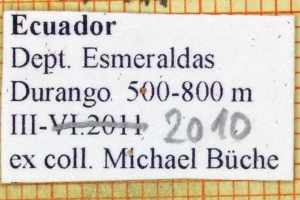 Ecuador
Dept. Esmeraldas
Durango 500-800 m
III-VI.2011 2010
ex coll. Michael Büche